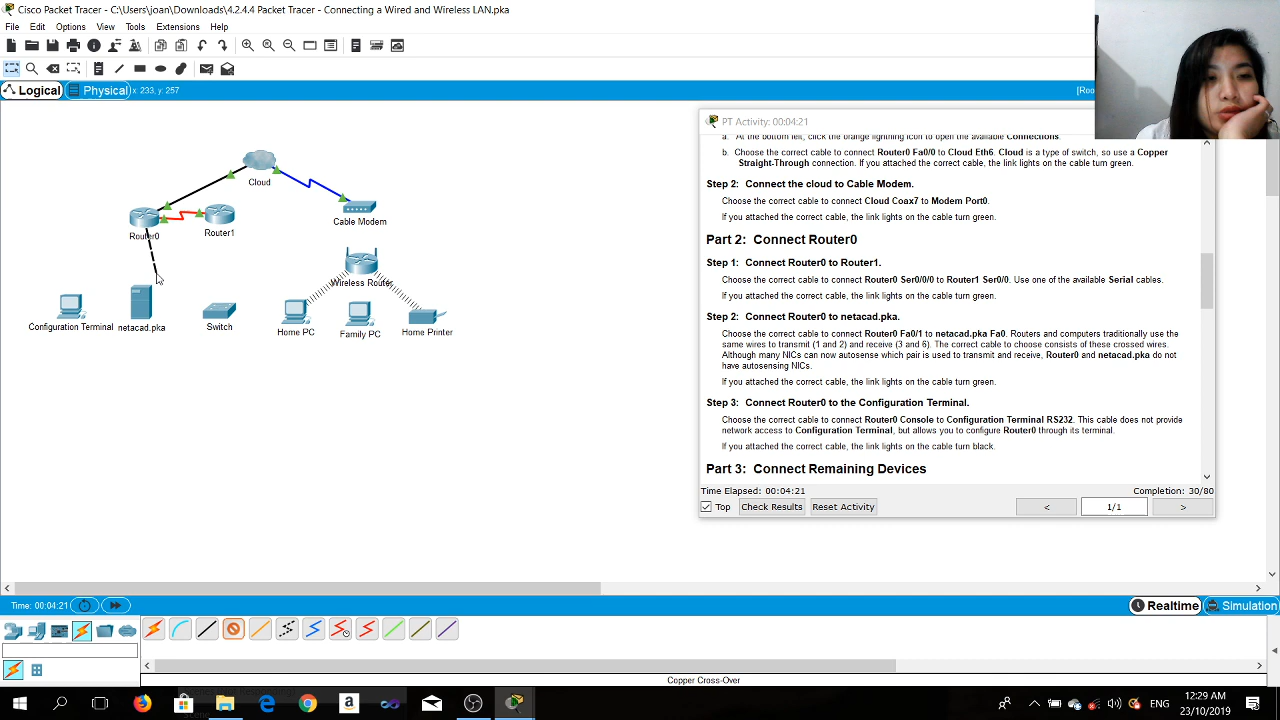 Cisco Packet Tracer - C:\Users\joan\Downloads\4.2.4.4 Packet Tracer - Connecting a Wired and Wireless LAN.pka
File Edit Options View Tools Extensions Help
Logical Physical x: 233, y: 257 [Roo
PT Activity: 00:04:21
a. At the bottom left, click the orange lightning icon to open the available Connections.
b. Choose the correct cable to connect Router0 Fa0/0 to Cloud Eth6. Cloud is a type of switch, so use a Copper
Straight-Through connection. If you attached the correct cable, the link lights on the cable turn green.
Step 2: Connect the cloud to Cable Modem.
Choose the correct cable to connect Cloud Coax7 to Modem Port0.
If you attached the correct cable, the link lights on the cable turn green.
Part 2: Connect Router0
Step 1: Connect Router0 to Router1.
Choose the correct cable to connect Router0 Ser0/0/0 to Router1 Ser0/0. Use one of the available Serial cables.
If you attached the correct cable, the link lights on the cable turn green.
Step 2: Connect Router0 to netacad.pka.
Choose the correct cable to connect Router0 Fa0/1 to netacad.pka Fa0. Routers and computers traditionally use the
same wires to transmit (1 and 2) and receive (3 and 6). The correct cable to choose consists of these crossed wires.
Although many NICs can now autosense which pair is used to transmit and receive, Router0 and netacad.pka do not
have autosensing NICs.
If you attached the correct cable, the link lights on the cable turn green.
Step 3: Connect Router0 to the Configuration Terminal.
Choose the correct cable to connect Router0 Console to Configuration Terminal RS232. This cable does not provide
network access to Configuration Terminal, but allows you to configure Router0 through its terminal.
If you attached the correct cable, the link lights on the cable turn black.
Part 3: Connect Remaining Devices
Time Elapsed: 00:04:21 Completion: 30/80
Top Check Results Reset Activity < 1/1 >
Cloud
Cable Modem
Router0
Router1
Wireless Router
Configuration Terminal
netacad.pka
Switch
Home PC
Family PC
Home Printer
Time: 00:04:21 Realtime Simulation
Copper Cross-Over
12:29 AM
ENG
23/10/2019